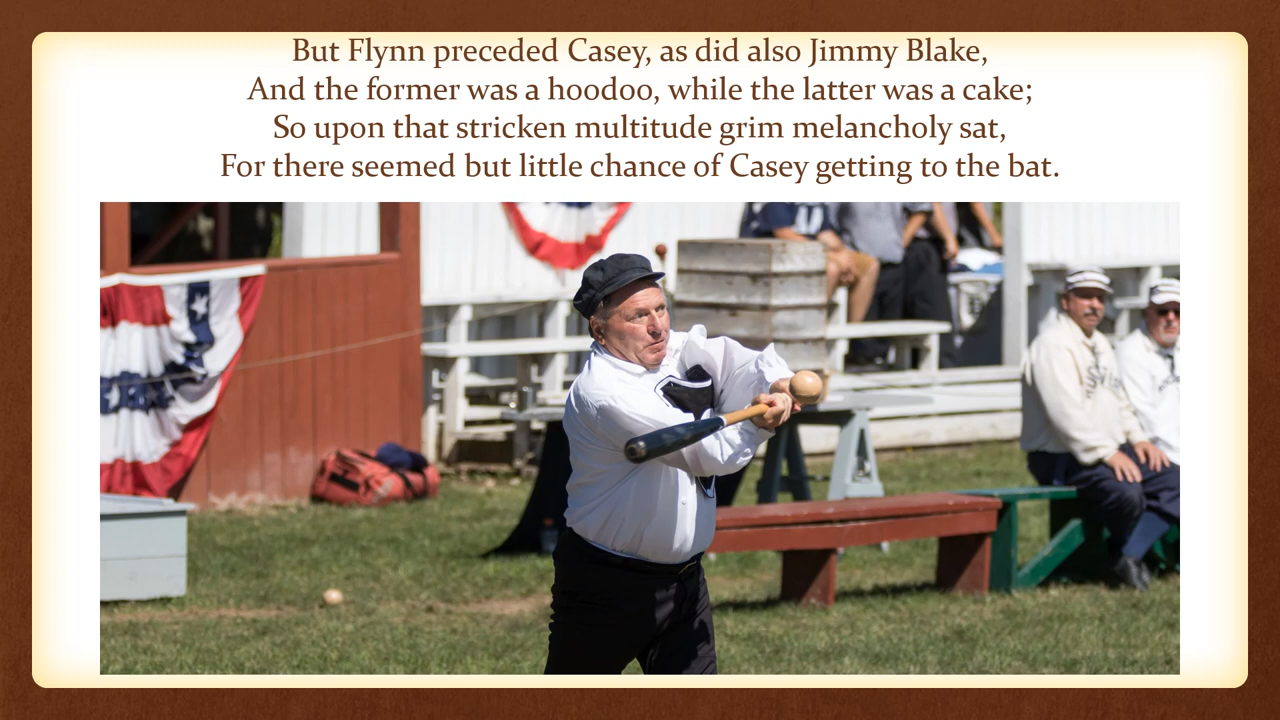 But Flynn preceded Casey, as did also Jimmy Blake,
And the former was a hoodoo, while the latter was a cake;
So upon that stricken multitude grim melancholy sat,
For there seemed but little chance of Casey getting to the bat.